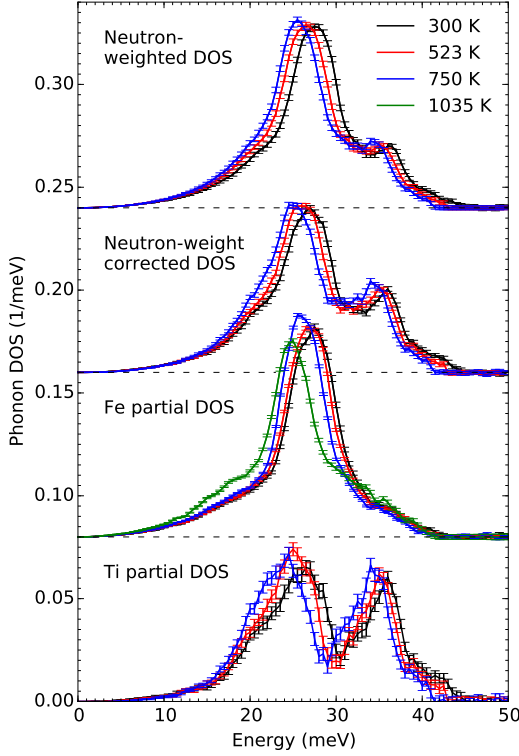 Neutron-
weighted DOS
300 K
523 K
750 K
1035 K
Neutron-weight
corrected DOS
Fe partial DOS
Ti partial DOS
Phonon DOS (1/meV)
0.30
0.25
0.20
0.15
0.10
0.05
0.00
0 10 20 30 40 50
Energy (meV)